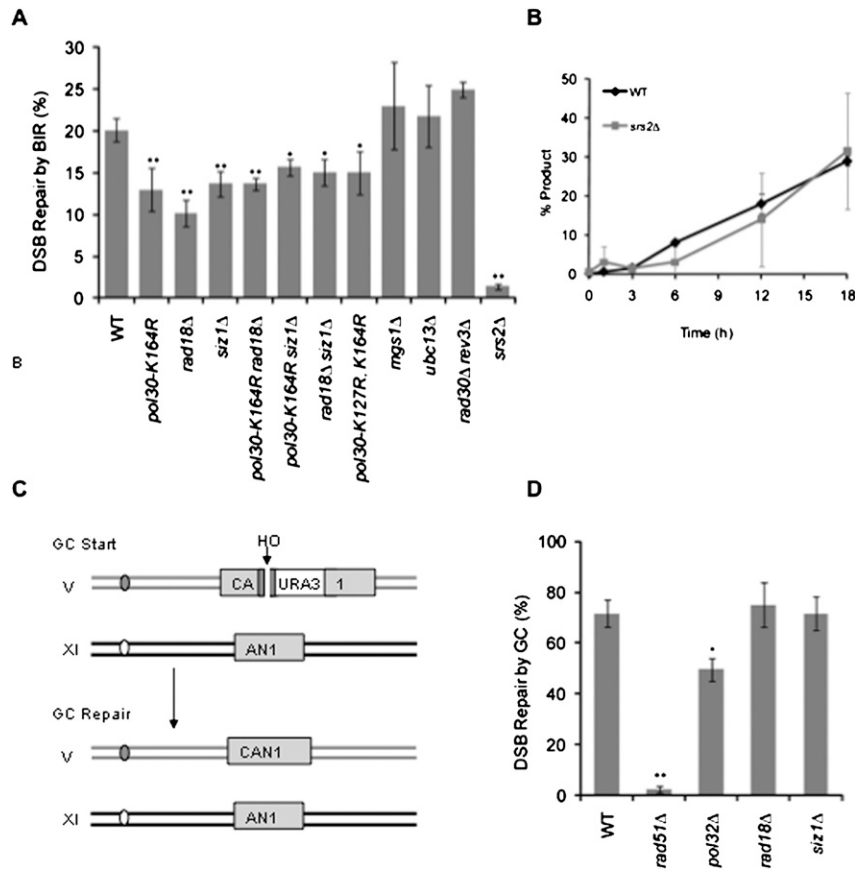 A
DSB Repair by BIR (%)
30
25
20
15
10
5
0
•• •• •• •• • • • ••
WT
pol30-K164R
rad18Δ
siz1Δ
pol30-K164R rad18Δ
pol30-K164R siz1Δ
rad18Δ siz1Δ
pol30-K127R. K164R
mgs1Δ
ubc13Δ
rad30Δ rev3Δ
srs2Δ
B
B
50
40
30
20
10
0
% Product
WT
srs2Δ
0 3 6 9 12 15 18
Time (h)
C
GC Start
HO
V
CA URA3 1
XI
AN1
GC Repair
V
CAN1
XI
AN1
D
DSB Repair by GC (%)
100
80
60
40
20
0
•• •
WT
rad51Δ
pol32Δ
rad18Δ
siz1Δ